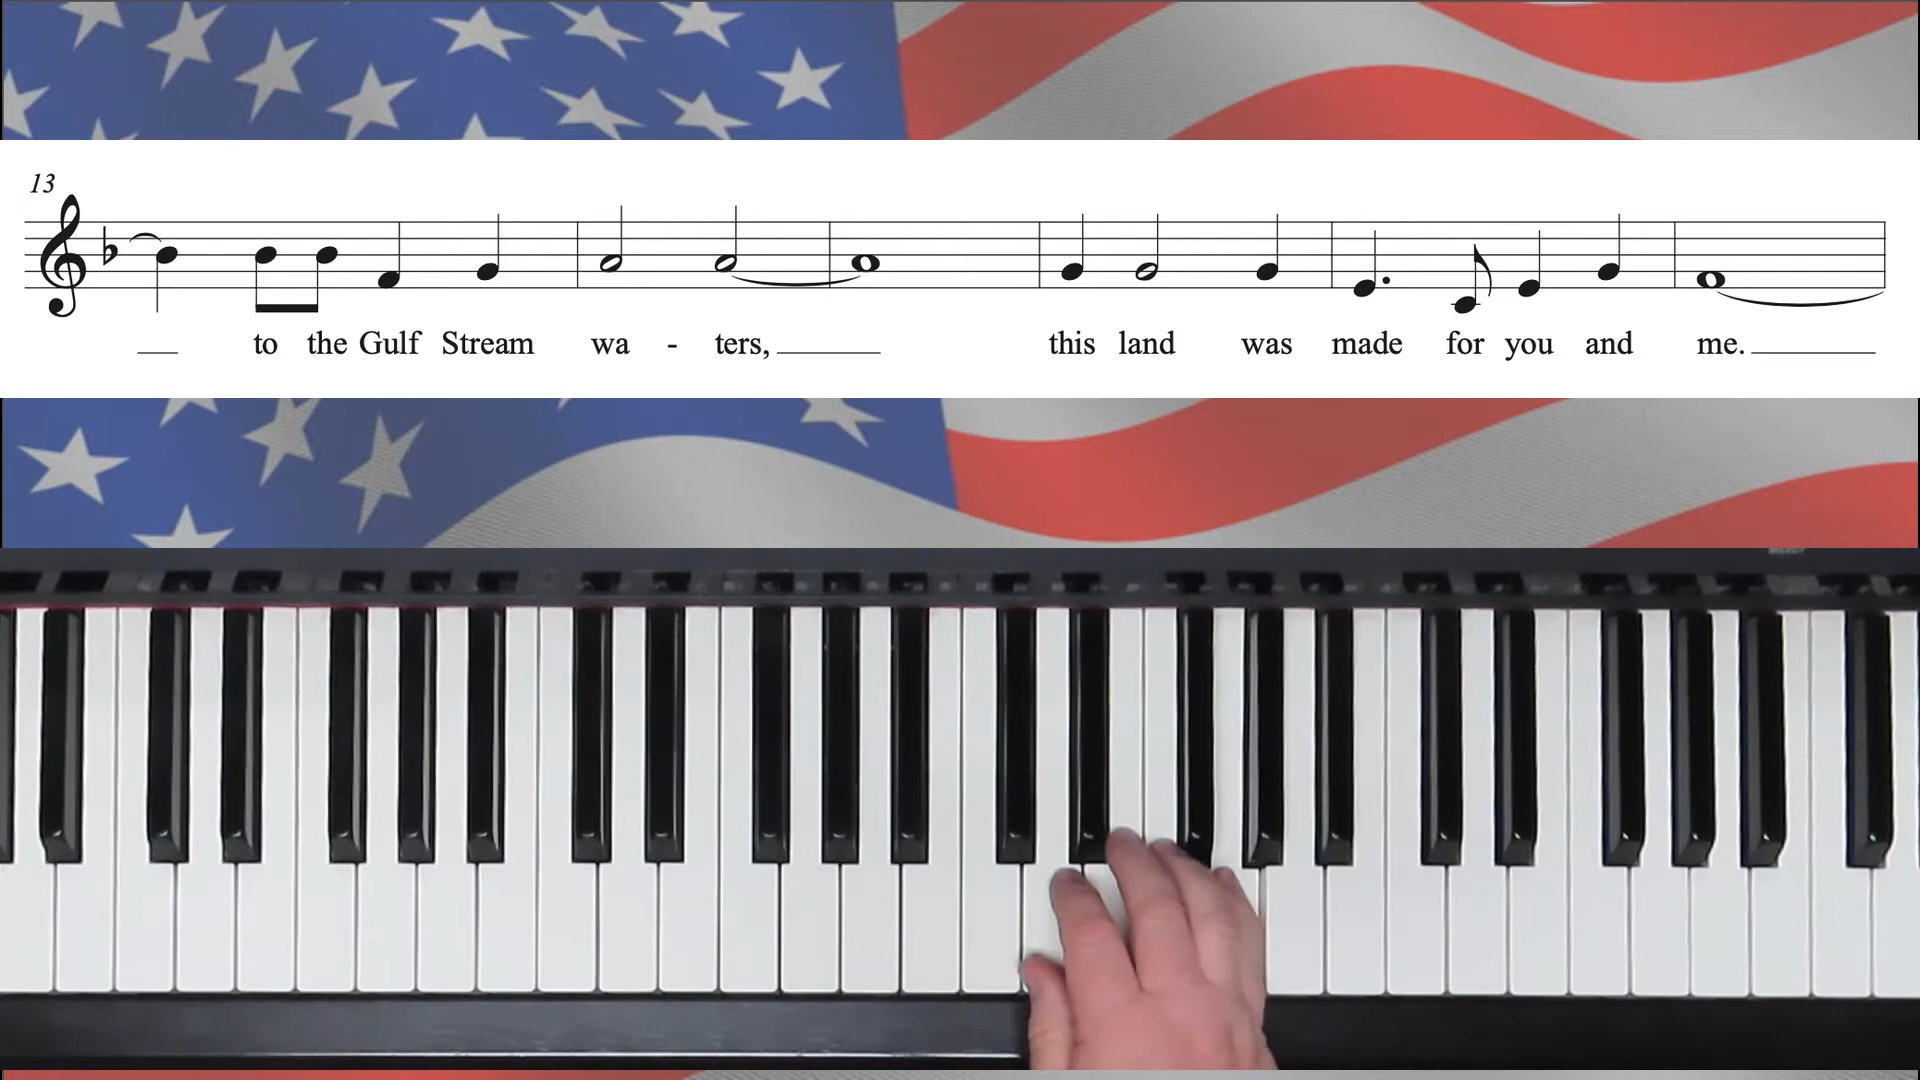 13
to the Gulf Stream wa - ters, this land was made for you and me.